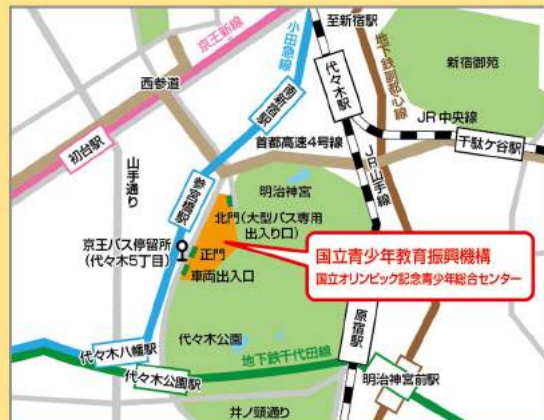 京王新線
小田急線
至新宿駅
地下鉄副都心線
新宿御苑
西参道
南新宿駅
代々木駅
JR中央線
首都高速4号線
千駄ケ谷駅
初台駅
山手通り
JR山手線
参宮橋駅
明治神宮
北門(大型バス専用
出入り口)
京王バス停留所
(代々木5丁目)
正門
車両出入口
国立青少年教育振興機構
国立オリンピック記念青少年総合センター
代々木公園
原宿駅
代々木八幡駅
地下鉄千代田線
代々木公園駅
明治神宮前駅
井ノ頭通り